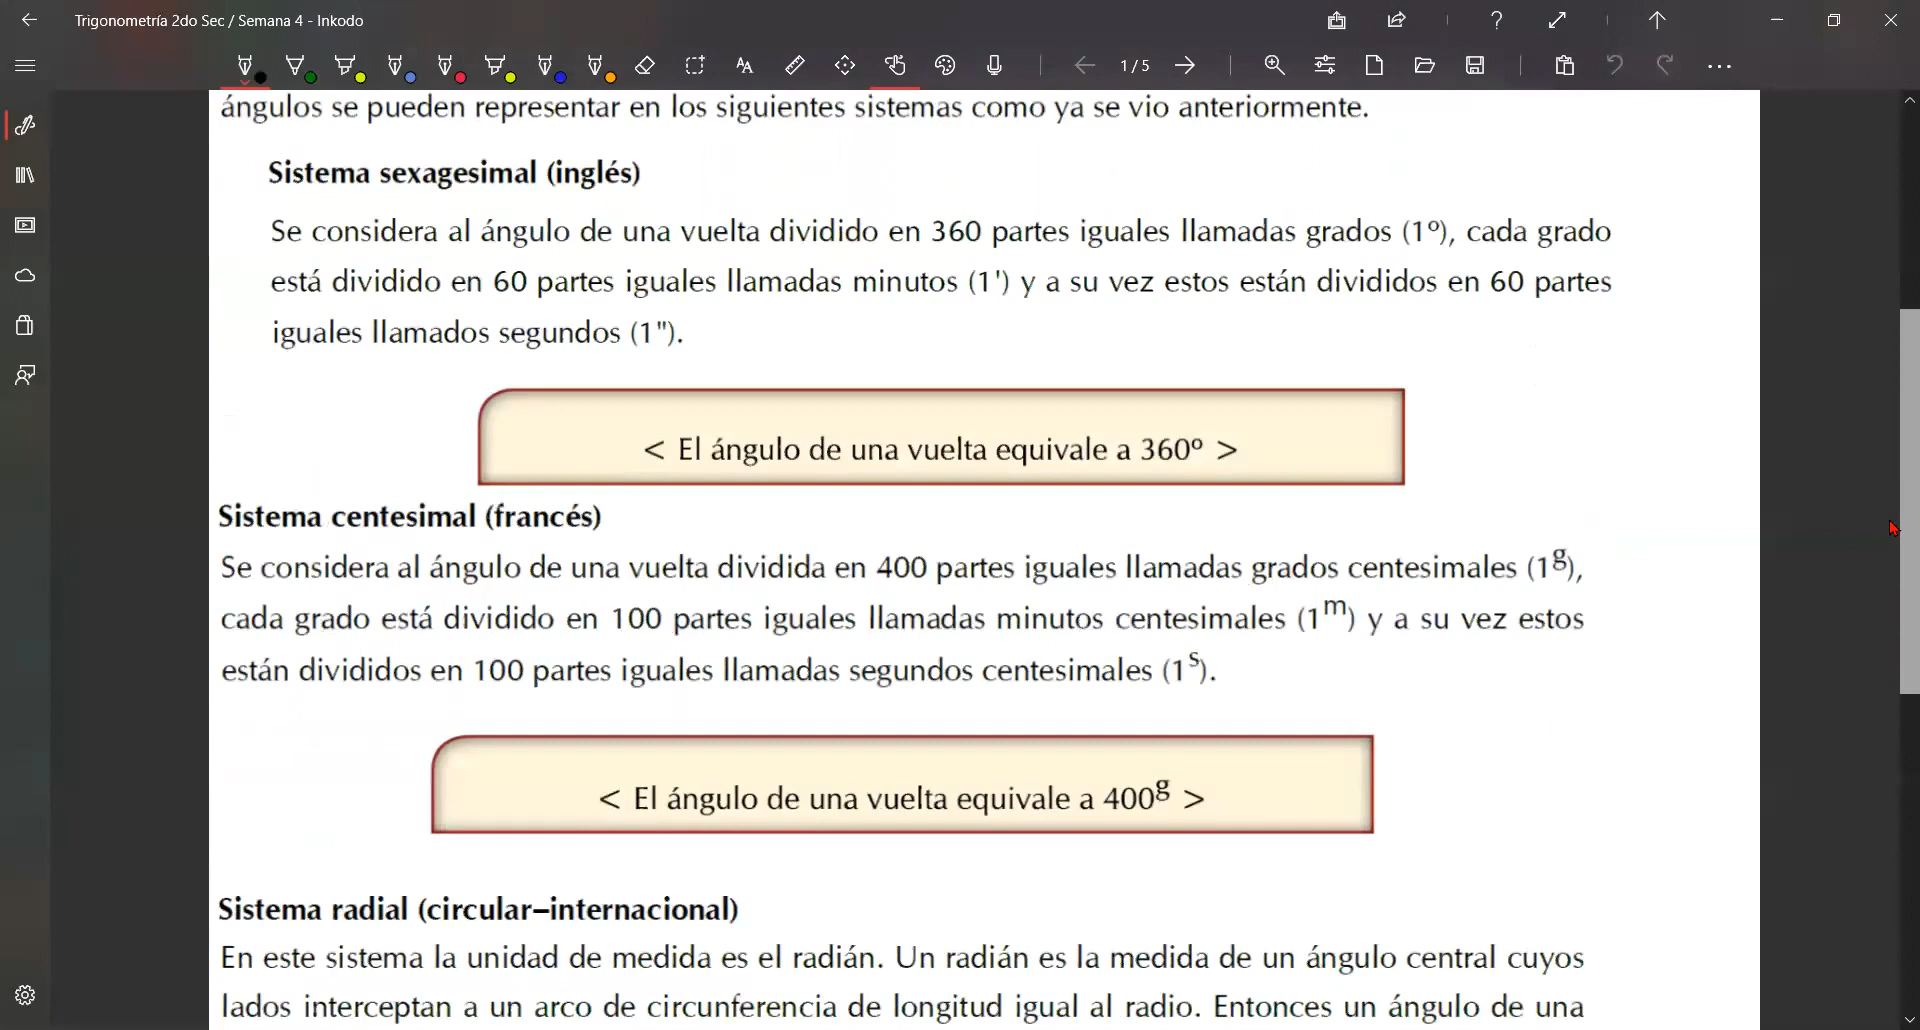 Trigonometría 2do Sec / Semana 4 - Inkodo
1 / 5
ángulos se pueden representar en los siguientes sistemas como ya se vio anteriormente.
Sistema sexagesimal (inglés)
Se considera al ángulo de una vuelta dividido en 360 partes iguales llamadas grados (1º), cada grado
está dividido en 60 partes iguales llamadas minutos (1') y a su vez estos están divididos en 60 partes
iguales llamados segundos (1").
< El ángulo de una vuelta equivale a 360º >
Sistema centesimal (francés)
Se considera al ángulo de una vuelta dividida en 400 partes iguales llamadas grados centesimales (1ᵍ),
cada grado está dividido en 100 partes iguales llamadas minutos centesimales (1ᵐ) y a su vez estos
están divididos en 100 partes iguales llamadas segundos centesimales (1ˢ).
< El ángulo de una vuelta equivale a 400ᵍ >
Sistema radial (circular–internacional)
En este sistema la unidad de medida es el radián. Un radián es la medida de un ángulo central cuyos
lados interceptan a un arco de circunferencia de longitud igual al radio. Entonces un ángulo de una